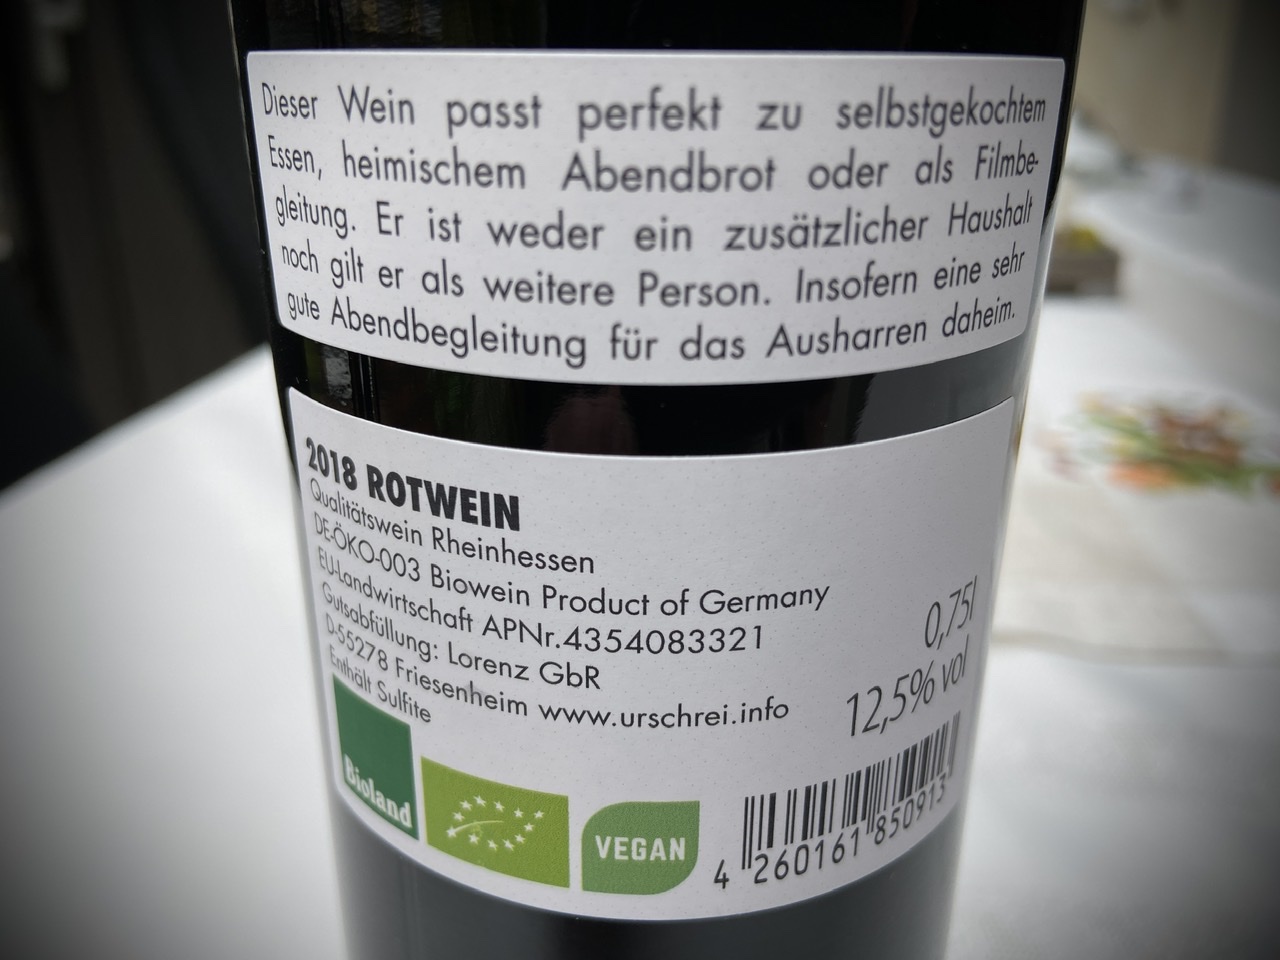 Dieser Wein passt perfekt zu selbstgekochtem
Essen, heimischem Abendbrot oder als Filmbe-
gleitung. Er ist weder ein zusätzlicher Haushalt
noch gilt er als weitere Person. Insofern eine sehr
gute Abendbegleitung für das Ausharren daheim.
2018 ROTWEIN
Qualitätswein Rheinhessen
DE-ÖKO-003 Biowein Product of Germany
EU-Landwirtschaft APNr.4354083321
Gutsabfüllung: Lorenz GbR
D-55278 Friesenheim www.urschrei.info
Enthält Sulfite
0,75l
12,5% vol
Bioland
VEGAN
4 260161 850913